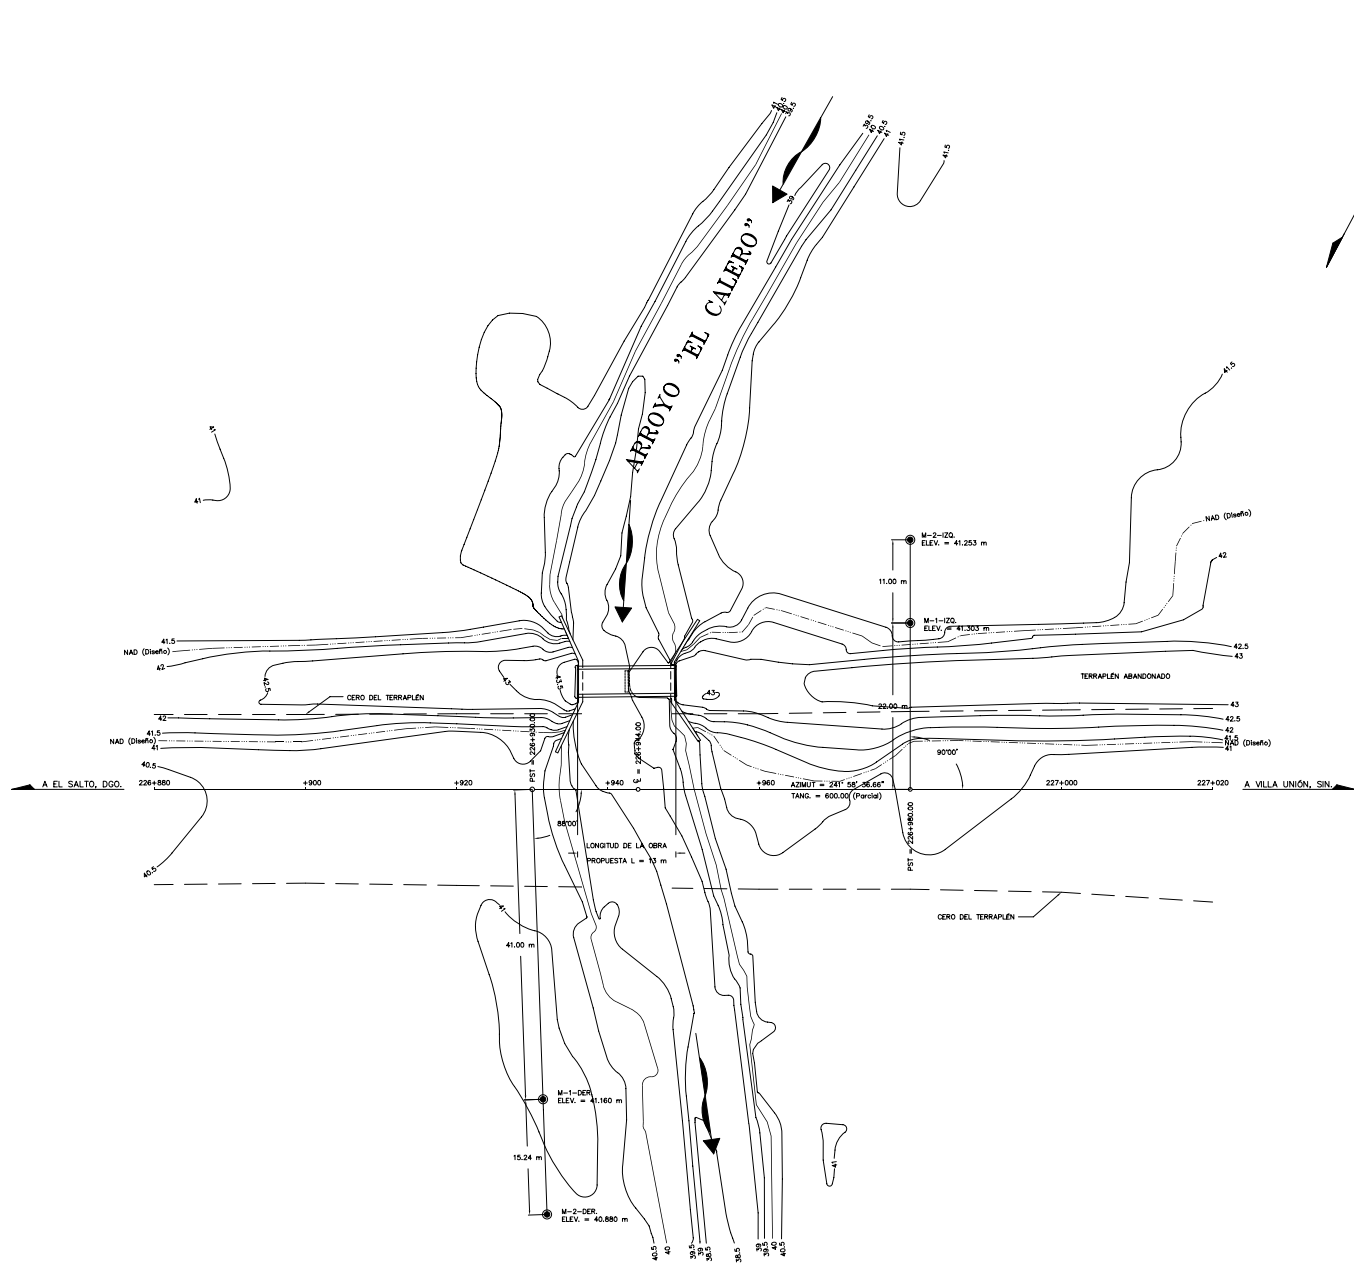 41
40.5
40
39.5
39.5
40
40.5
41
41.5
41.5
39
ARROYO "EL CALERO"
41.5
41
41
NAD (Diseño)
M-2-IZQ.
ELEV. = 41.253 m
42
11.00 m
M-1-IZQ.
ELEV. = 41.303 m
41.5
NAD (Diseño)
42
42.5
43
TERRAPLÉN ABANDONADO
42.5
43
43.5
43
CERO DEL TERRAPLÉN
22.00 m
43
42.5
42
41.5
NAD (Diseño)
41
42
41.5
NAD (Diseño)
41
PST = 226+930.00
₵ = 226+944.00
90°00'
40.5
A EL SALTO, DGO.
226+880
+900
+920
+940
+960
AZIMUT = 241° 58' 36.66"
TANG. = 600.00 (Parcial)
227+000
227+020
A VILLA UNIÓN, SIN.
PST = 226+980.00
88°00'
LONGITUD DE LA OBRA
PROPUESTA L = 13 m
40.5
CERO DEL TERRAPLÉN
41
41.00 m
M-1-DER.
ELEV. = 41.160 m
15.24 m
41
M-2-DER.
ELEV. = 40.880 m
40.5
40
39.5
39
38.5
38.5
39
39.5
40
40.5